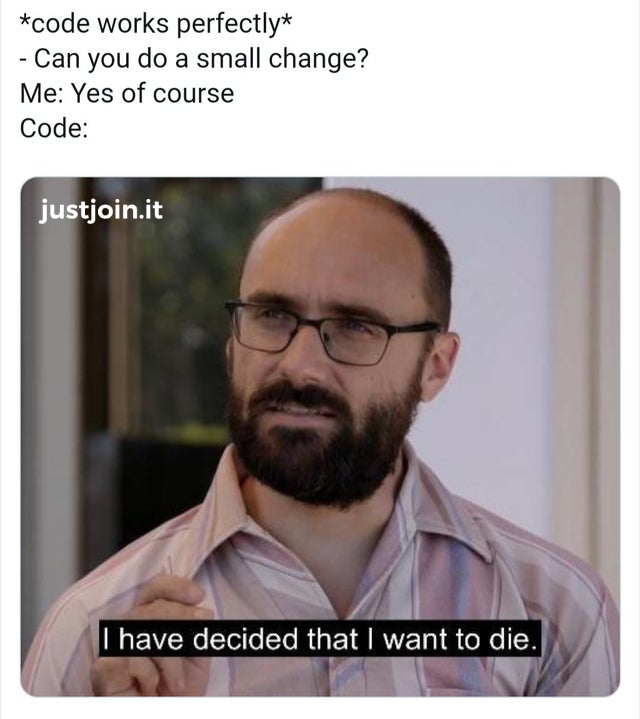 *code works perfectly*
- Can you do a small change?
Me: Yes of course
Code:
justjoin.it
I have decided that I want to die.